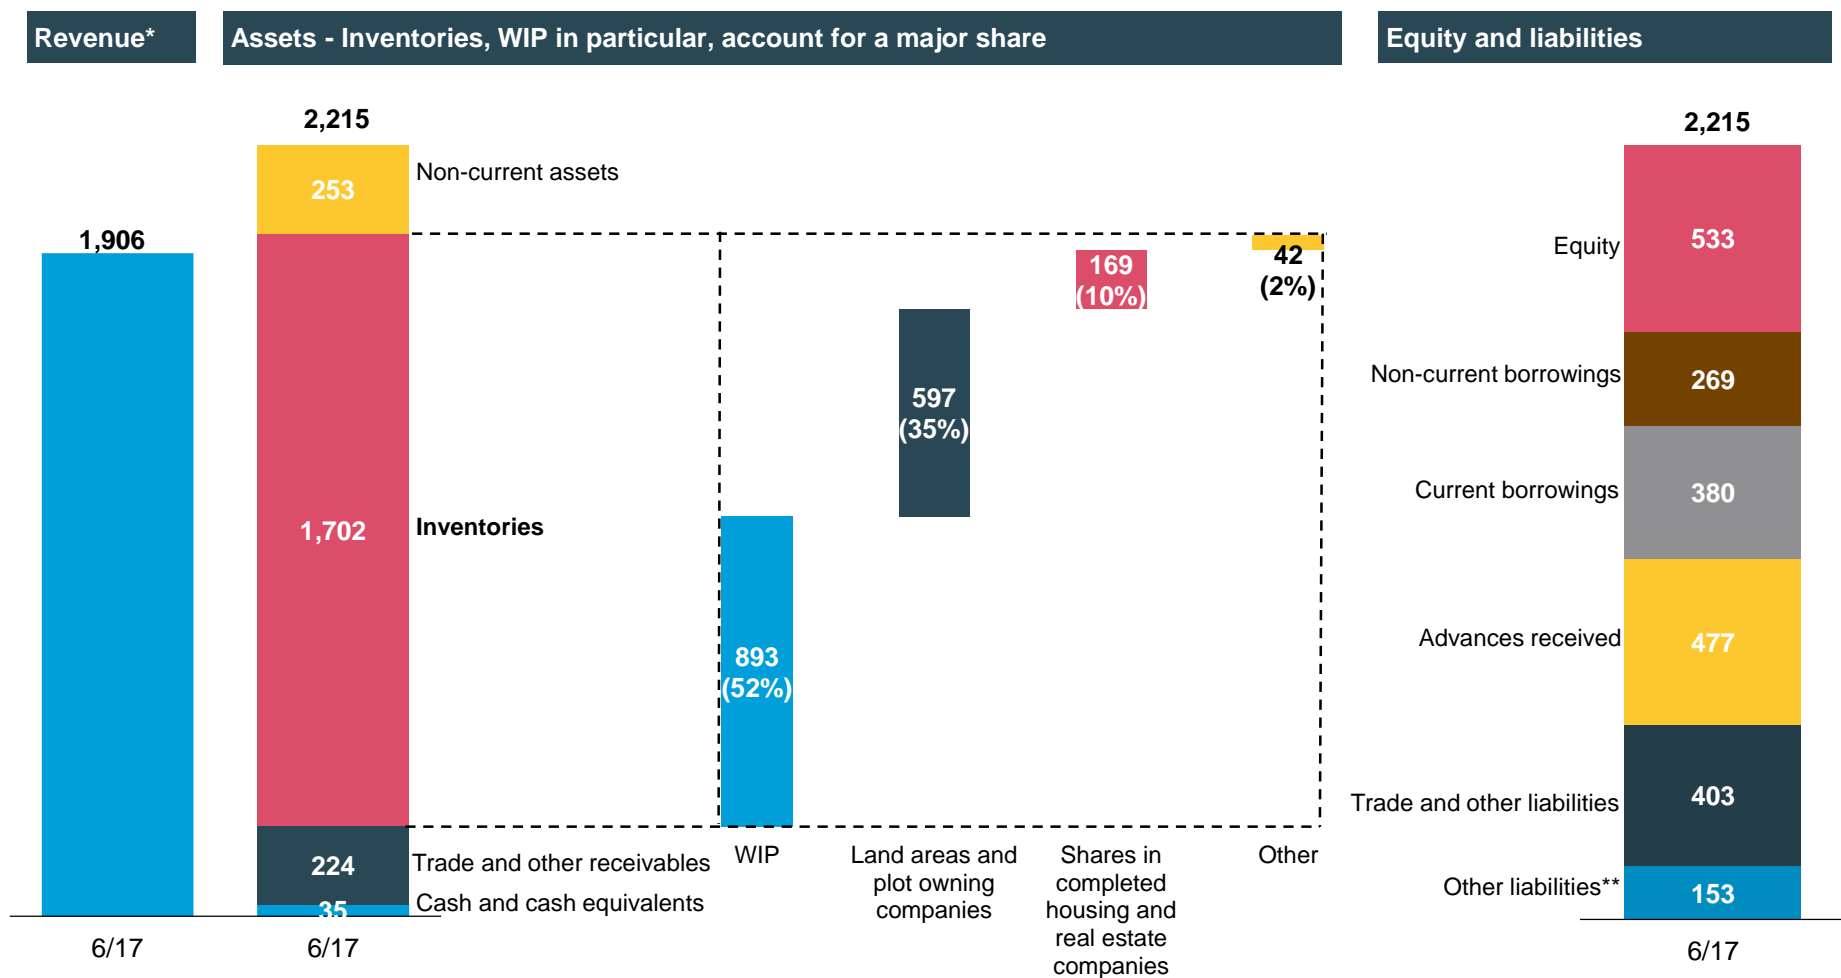 Revenue*
Assets - Inventories, WIP in particular, account for a major share
Equity and liabilities
1,906
6/17
2,215
253
Non-current assets
1,702
Inventories
224
Trade and other receivables
35
Cash and cash equivalents
6/17
893
(52%)
WIP
597
(35%)
Land areas and
plot owning
companies
169
(10%)
Shares in
completed
housing and
real estate
companies
42
(2%)
Other
2,215
Equity
533
Non-current borrowings
269
Current borrowings
380
Advances received
477
Trade and other liabilities
403
Other liabilities**
153
6/17